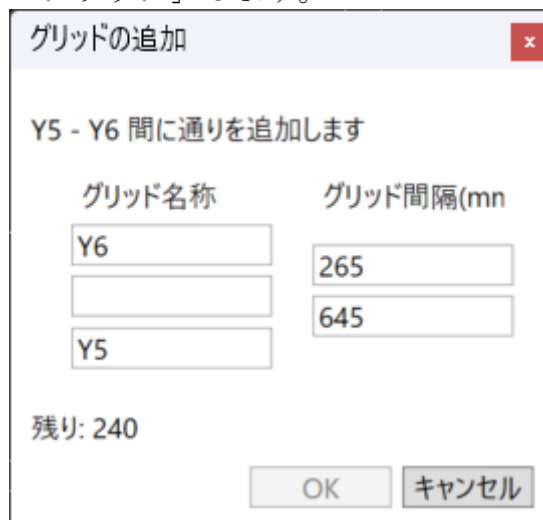 グリッドの追加
x
Y5 - Y6 間に通りを追加します
グリッド名称
グリッド間隔(mn
Y6
265
645
Y5
残り: 240
OK キャンセル